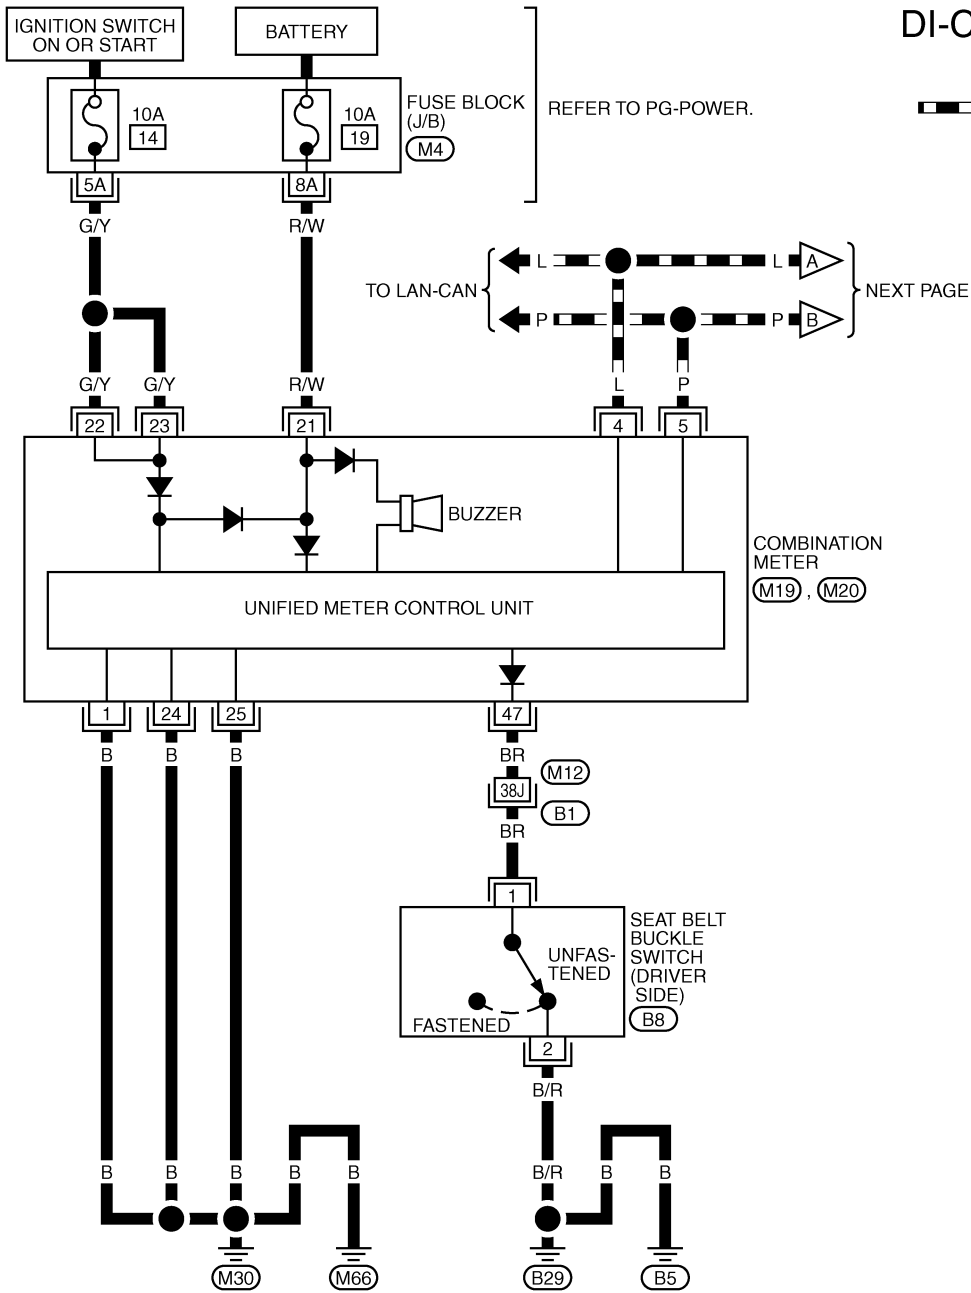 IGNITION SWITCH
ON OR START
BATTERY
DI-C
10A
14
10A
19
FUSE BLOCK
(J/B)
M4
REFER TO PG-POWER.
5A
8A
G/Y
R/W
TO LAN-CAN
L
L
A
P
P
B
NEXT PAGE
G/Y
G/Y
R/W
L
P
22
23
21
4
5
BUZZER
COMBINATION
METER
M19 , M20
UNIFIED METER CONTROL UNIT
1
24
25
47
B
B
B
BR
M12
38J
B1
BR
1
SEAT BELT
BUCKLE
SWITCH
(DRIVER
SIDE)
B8
UNFAS-
TENED
FASTENED
2
B/R
B
B
B
B
B
B/R
B
B
M30
M66
B29
B5